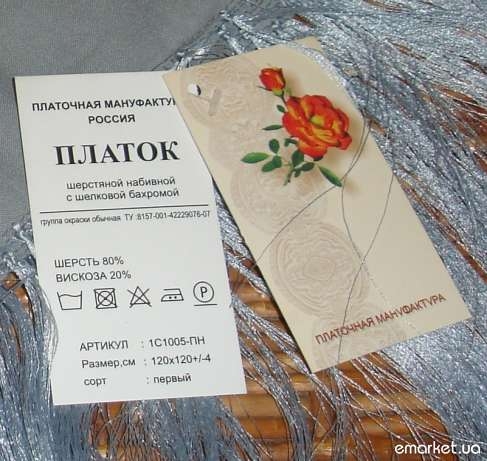 ПЛАТОЧНАЯ МАНУФАКТУ
РОССИЯ
ПЛАТОК
шерстяной набивной
с шелковой бахромой
группа окраски обычная ТУ :8157-001-42229076-07
ШЕРСТЬ 80%
ВИСКОЗА 20%
P
АРТИКУЛ : 1С1005-ПН
Размер,см : 120х120+/-4
сорт : первый
ПЛАТОЧНАЯ МАНУФАКТУРА
emarket.ua